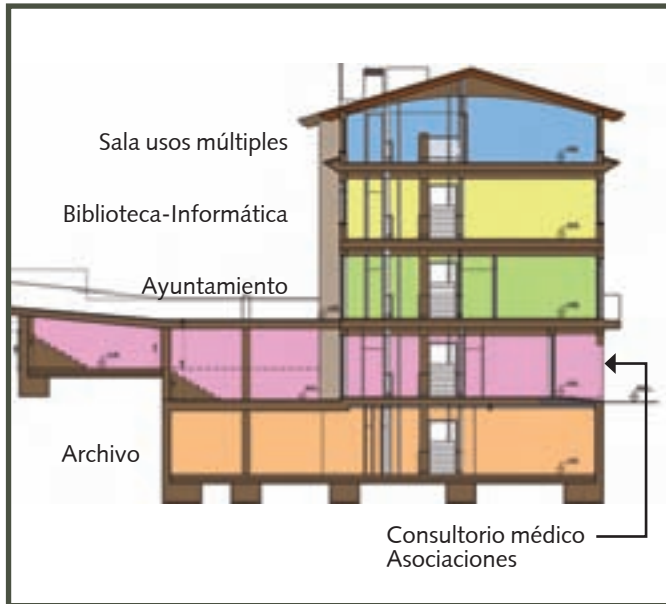 Sala usos múltiples
Biblioteca-Informática
Ayuntamiento
Archivo
Consultorio médico
Asociaciones